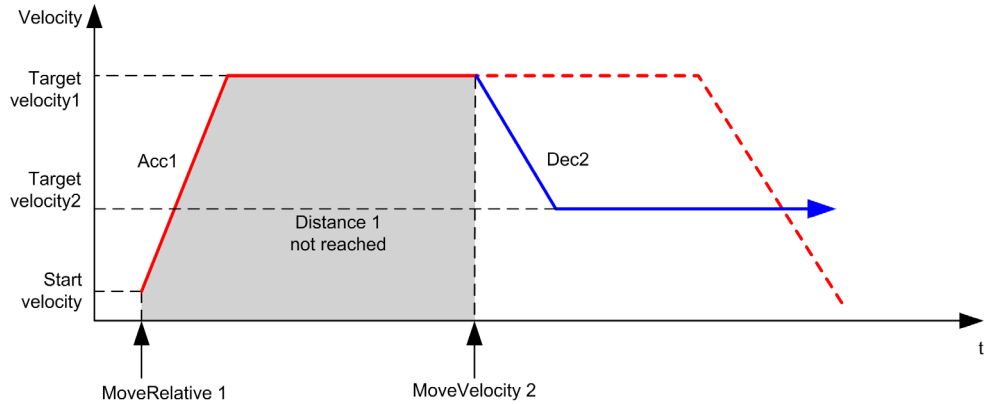 Velocity
Target
velocity1
Acc1
Dec2
Target
velocity2
Distance 1
not reached
Start
velocity
t
MoveRelative 1
MoveVelocity 2